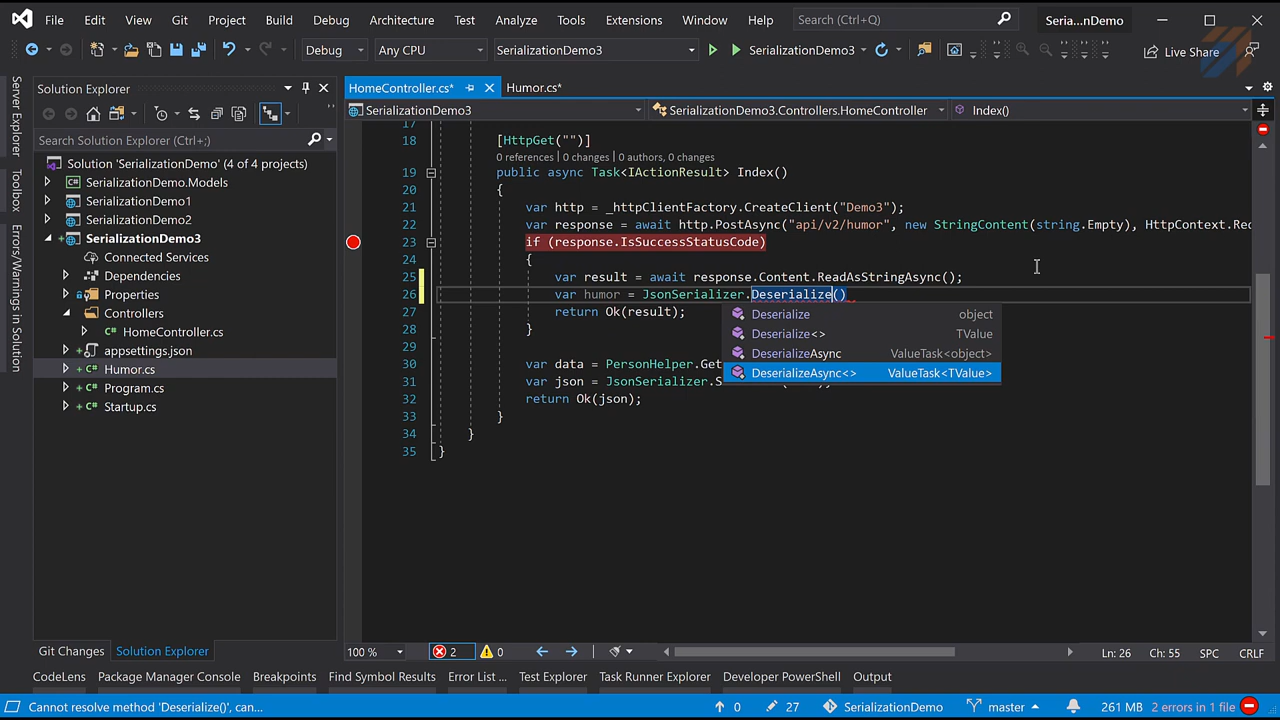 File Edit View Git Project Build Debug Architecture Test Analyze Tools Extensions Window Help Search (Ctrl+Q) Seria...nDemo
Debug Any CPU SerializationDemo3 SerializationDemo3 Live Share
Server Explorer
Toolbox
Errors/Warnings in Solution
Solution Explorer
Search Solution Explorer (Ctrl+;)
Solution 'SerializationDemo' (4 of 4 projects)
SerializationDemo.Models
SerializationDemo1
SerializationDemo2
SerializationDemo3
Connected Services
Dependencies
Properties
Controllers
C# HomeController.cs
appsettings.json
C# Humor.cs
C# Program.cs
C# Startup.cs
Git Changes Solution Explorer
HomeController.cs* Humor.cs*
SerializationDemo3 SerializationDemo3.Controllers.HomeController Index()
17
18 [HttpGet("")]
0 references | 0 changes | 0 authors, 0 changes
19 public async Task<IActionResult> Index()
20 {
21 var http = _httpClientFactory.CreateClient("Demo3");
22 var response = await http.PostAsync("api/v2/humor", new StringContent(string.Empty), HttpContext.Rec
23 if (response.IsSuccessStatusCode)
24 {
25 var result = await response.Content.ReadAsStringAsync();
26 var humor = JsonSerializer.Deserialize()
27 return Ok(result);
28 }
29
30 var data = PersonHelper.Get
31 var json = JsonSerializer.S
32 return Ok(json);
33 }
34 }
35 }
Deserialize object
Deserialize<> TValue
DeserializeAsync ValueTask<object>
DeserializeAsync<> ValueTask<TValue>
100 % 2 0 Ln: 26 Ch: 55 SPC CRLF
CodeLens Package Manager Console Breakpoints Find Symbol Results Error List ... Test Explorer Task Runner Explorer Developer PowerShell Output
Cannot resolve method 'Deserialize()', can... 0 27 SerializationDemo master 261 MB 2 errors in 1 file